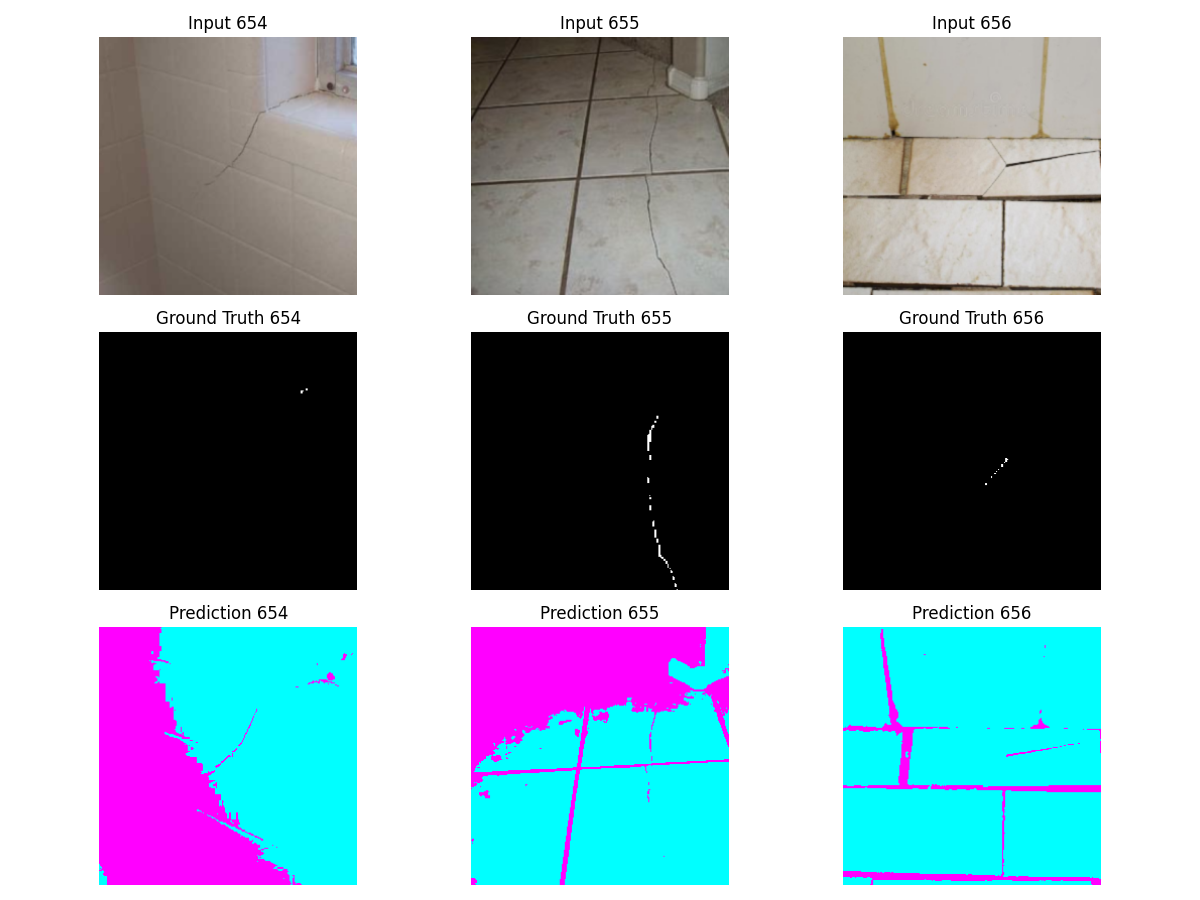 Input 654
Input 655
Input 656
Ground Truth 654
Ground Truth 655
Ground Truth 656
Prediction 654
Prediction 655
Prediction 656